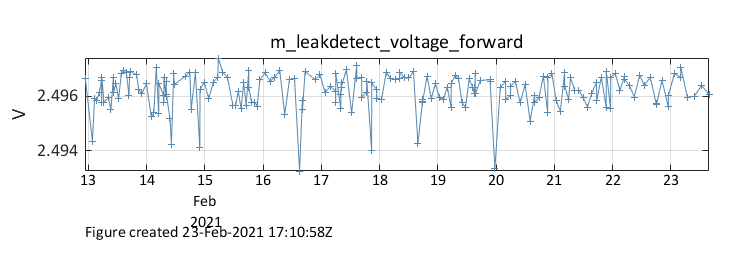 m_leakdetect_voltage_forward
2.496
V
2.494
13 14 15 16 17 18 19 20 21 22 23
Feb
2021
Figure created 23-Feb-2021 17:10:58Z